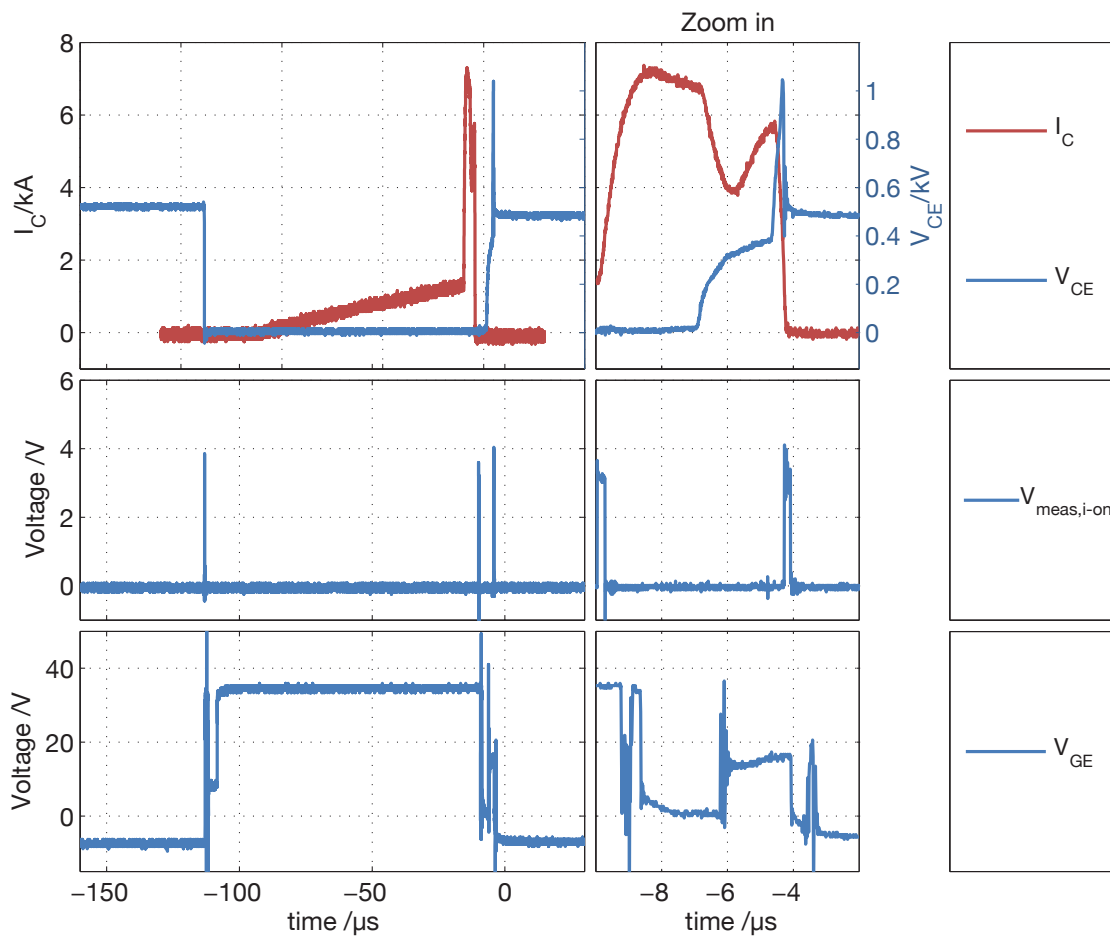 Zoom in
8
6
4
2
0
I_C/kA
1
0.8
0.6
0.4
0.2
0
V_CE/kV
I_C
V_CE
6
4
2
0
Voltage /V
V_meas,i-on
40
20
0
Voltage /V
V_GE
−150 −100 −50 0
time /µs
−8 −6 −4
time /µs